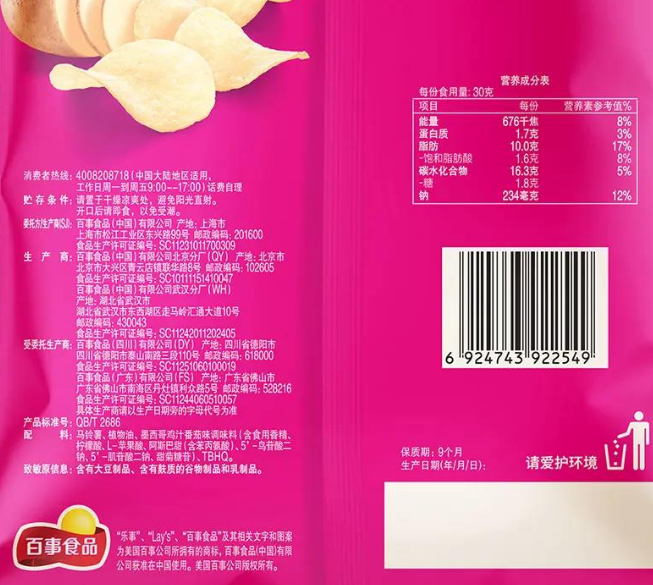 消费者热线: 4008208718(中国大陆地区适用,
工作日周一到周五9:00--17:00)话费自理
贮存条件: 请置于干燥凉爽处, 避免阳光直射。
开口后请即食, 以免受潮。
委托方/生产商(SJ): 百事食品(中国)有限公司 产地: 上海市
上海市松江工业区东兴路99号 邮政编码: 201600
食品生产许可证编号: SC11231011700309
生产商: 百事食品(中国)有限公司北京分厂(QY) 产地: 北京市
北京市大兴区青云店镇联华路8号 邮政编码: 102605
食品生产许可证编号: SC10111151410047
百事食品(中国)有限公司武汉分厂(WH)
产地: 湖北省武汉市
湖北省武汉市东西湖区走马岭汇通大道10号
邮政编码: 430043
食品生产许可证编号: SC11242011202405
受委托生产商: 百事食品(四川)有限公司(DY) 产地: 四川省德阳市
四川省德阳市泰山南路三段110号 邮政编码: 618000
食品生产许可证编号: SC11251060100019
百事食品(广东)有限公司(FS) 产地: 广东省佛山市
广东省佛山市南海区丹灶镇利众路5号 邮政编码: 528216
食品生产许可证编号: SC11244060510057
具体生产商请以生产日期旁的字母代号为准
产品标准号: QB/T 2686
配料: 马铃薯, 植物油, 墨西哥鸡汁番茄味调味料(含食用香精,
柠檬酸, L-苹果酸, 阿斯巴甜(含苯丙氨酸), 5'-鸟苷酸二
钠, 5'-肌苷酸二钠, 甜菊糖苷), TBHQ。
致敏原信息: 含有大豆制品、含有麸质的谷物制品和乳制品。
百事食品
"乐事"、"Lay's"、"百事食品"及其相关文字和图案
为美国百事公司所拥有的商标, 百事食品(中国)有限
公司获准在中国使用。美国百事公司版权所有。
营养成分表
每份食用量: 30克
项目 每份 营养素参考值%
能量 676千焦 8%
蛋白质 1.7克 3%
脂肪 10.0克 17%
-饱和脂肪酸 1.6克 8%
碳水化合物 16.3克 5%
-糖 1.8克
钠 234毫克 12%
6 924743 922549
保质期: 9个月
生产日期(年/月/日):
请爱护环境